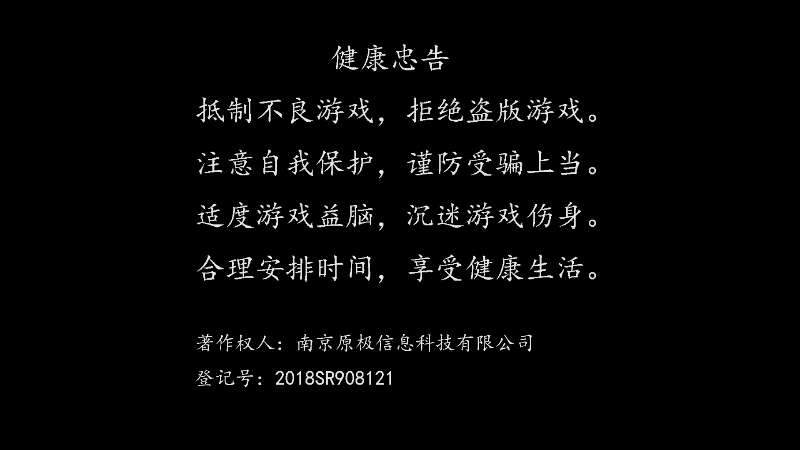 健康忠告
抵制不良游戏，拒绝盗版游戏。
注意自我保护，谨防受骗上当。
适度游戏益脑，沉迷游戏伤身。
合理安排时间，享受健康生活。
著作权人：南京原极信息科技有限公司
登记号：2018SR908121